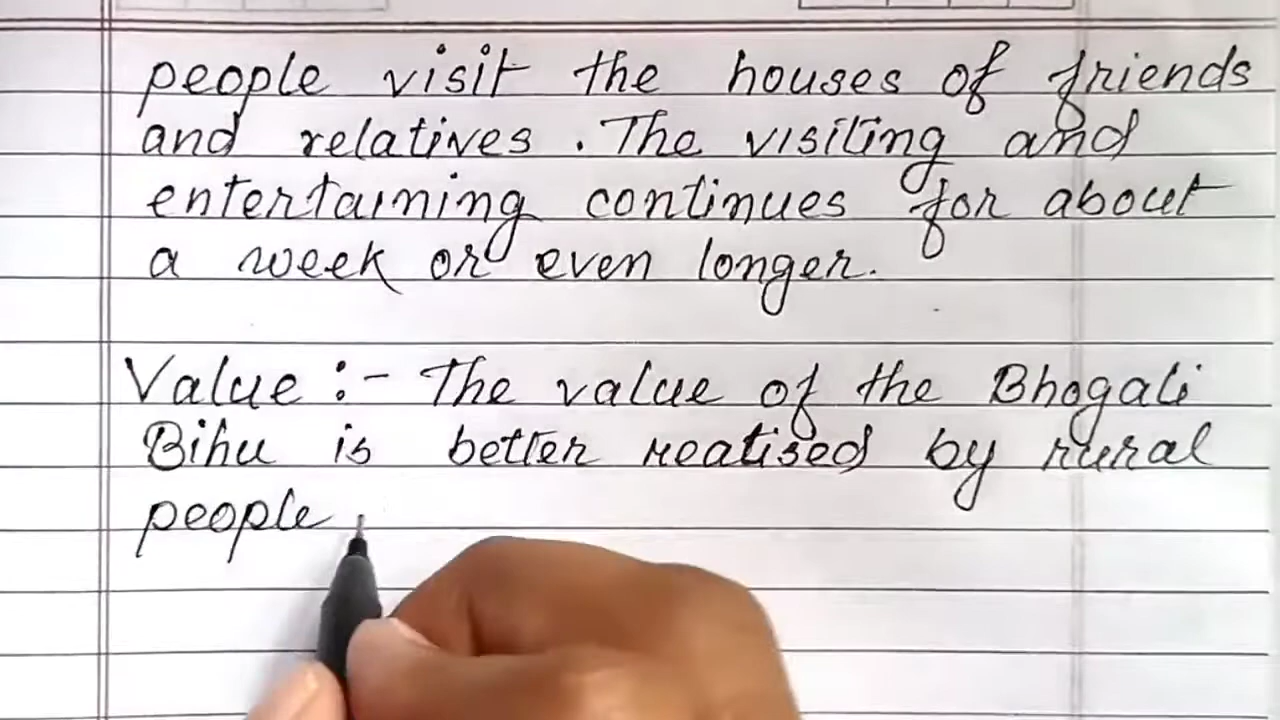 people visit the houses of friends
and relatives . The visiting and
entertaining continues for about
a week or even longer.
Value :- The value of the Bhogali
Bihu is better realised by rural
people